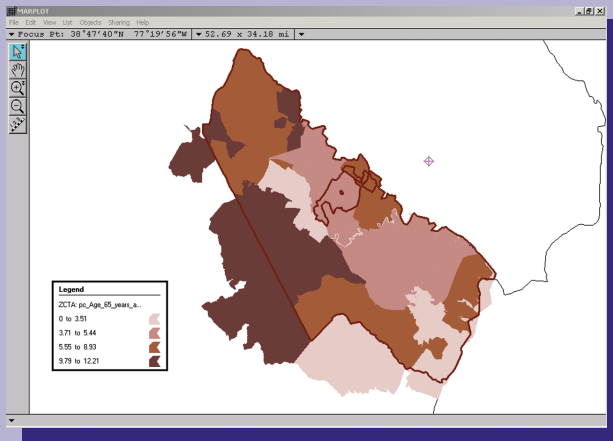 MARPLOT
File Edit View List Objects Sharing Help
Focus Pt: 38°47'40"N 77°19'56"W 52.69 x 34.18 mi
Legend
ZCTA: pc_Age_65_years_a...
0 to 3.51
3.71 to 5.44
5.55 to 8.93
9.79 to 12.21